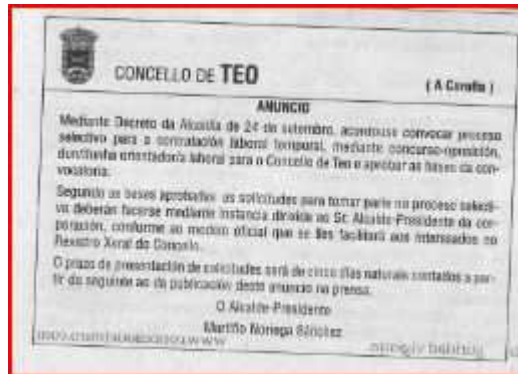 CONCELLO DE TEO
( A Coruña )
ANUNCIO
Mediante Decreto da Alcaldía de 24 de setembro, acordouse convocar proceso
selectivo para a contratación laboral temporal, mediante concurso-oposición,
dun/dunha orientador/a laboral para o Concello de Teo e aprobar as bases da con-
vocatoria.
Segundo as bases aprobadas as solicitudes para tomar parte no proceso selecti-
vo deberán facerse mediante instancia dirixida ao Sr. Alcalde-Presidente da cor-
poración, conforme ao modelo oficial que se lles facilitará aos interesados no
Rexistro Xeral do Concello.
O prazo de presentación de solicitudes será de cinco días naturais contados a par-
tir do seguinte ao da publicación deste anuncio na prensa.
O Alcalde-Presidente
Martiño Noriega Sánchez